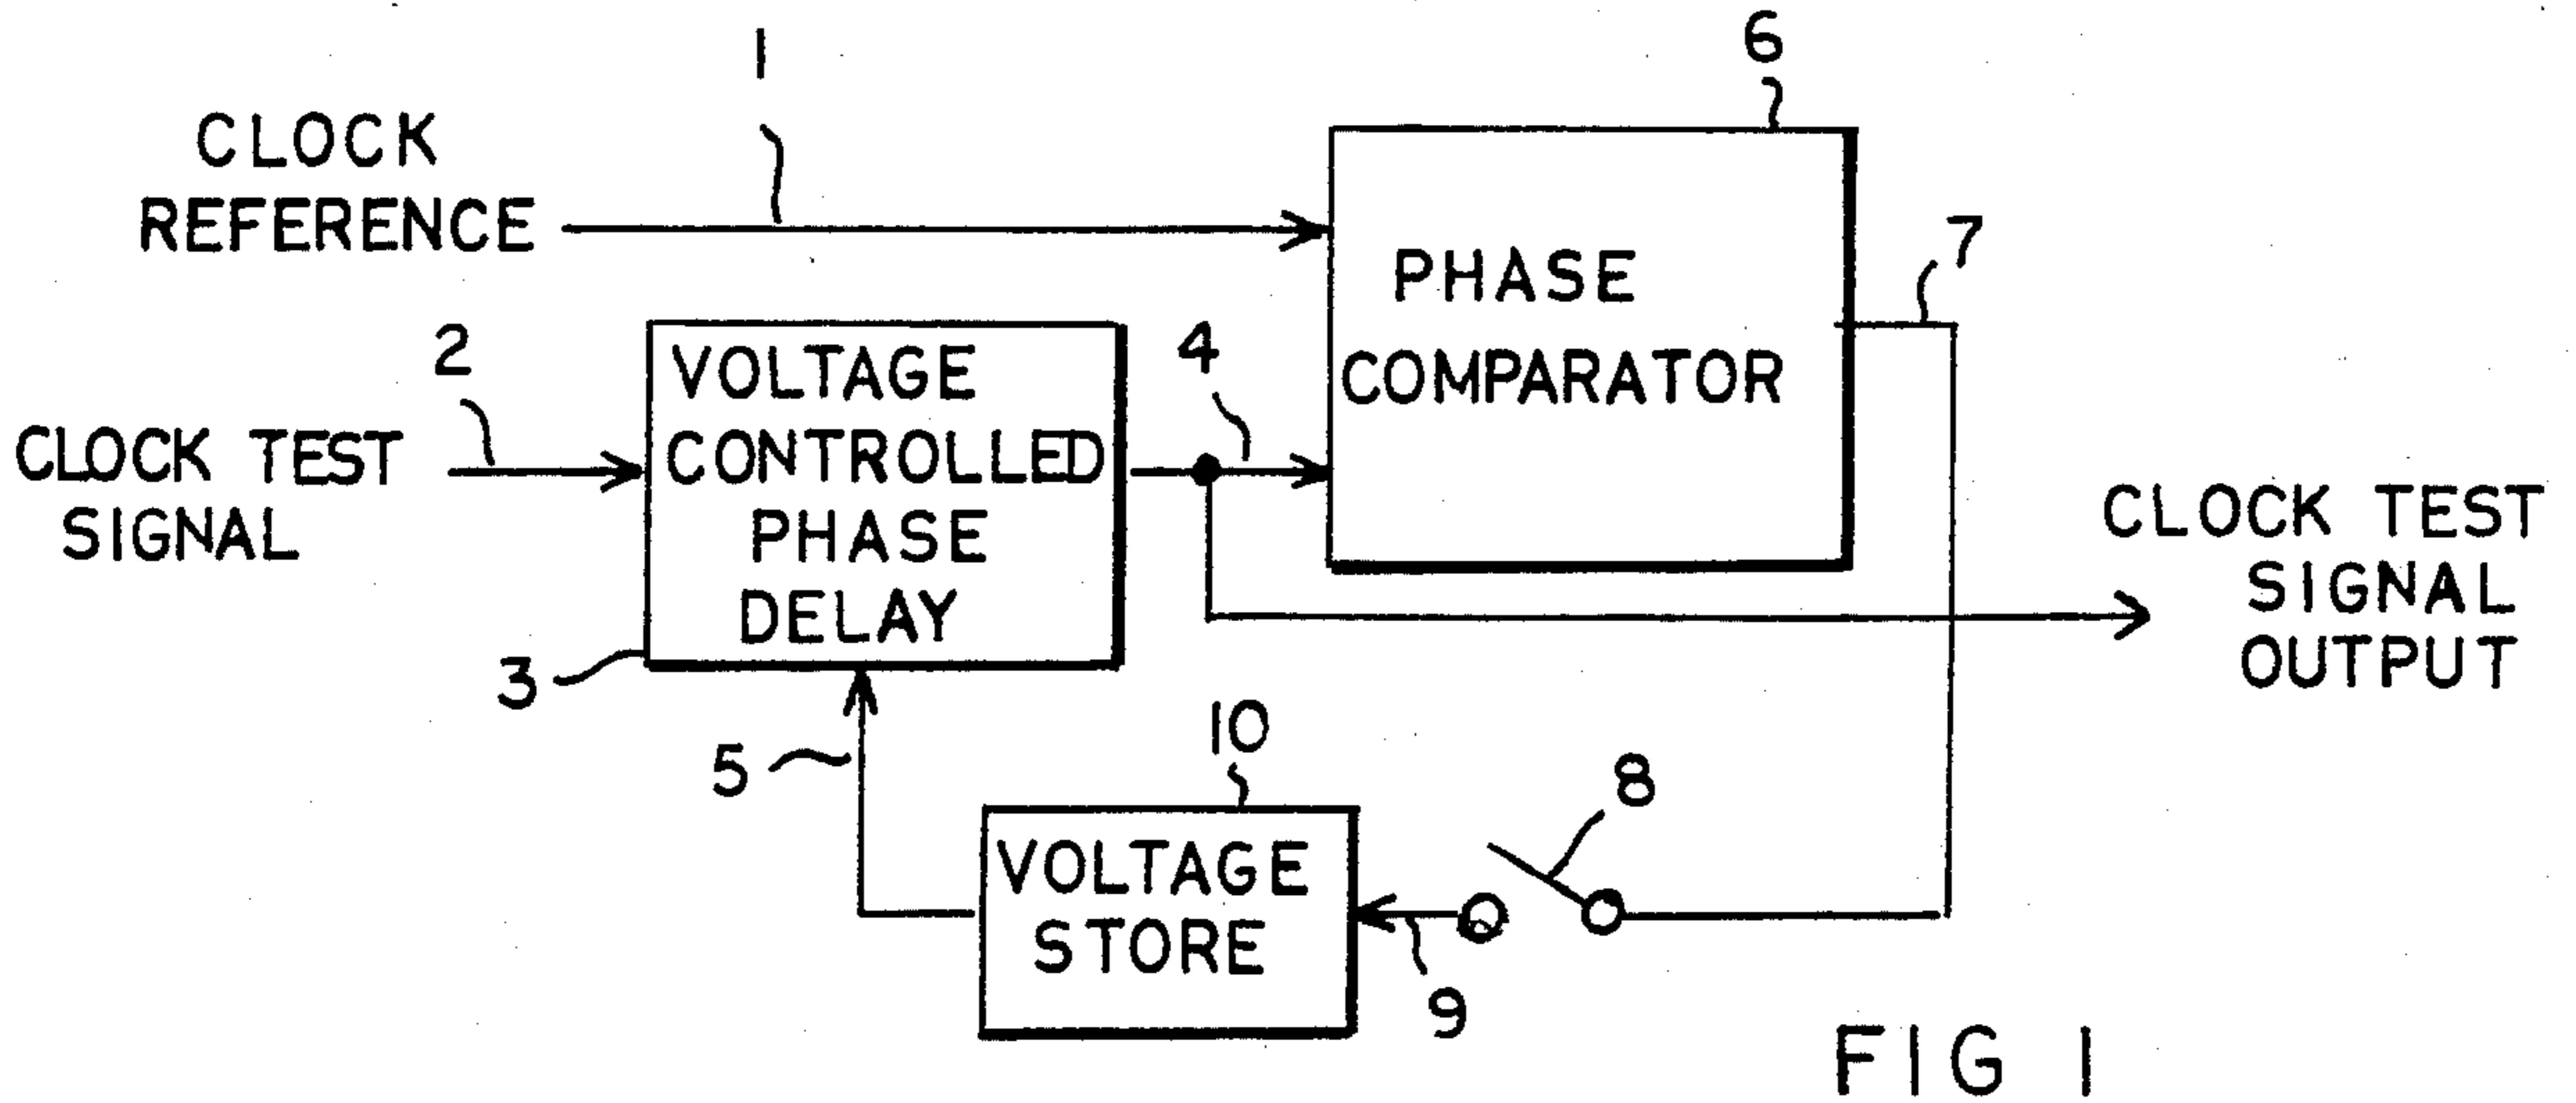 1
6
CLOCK
REFERENCE
7
PHASE
COMPARATOR
2
4
VOLTAGE
CONTROLLED
PHASE
DELAY
CLOCK TEST
SIGNAL
CLOCK TEST
SIGNAL
OUTPUT
3
5
10
8
VOLTAGE
STORE
9
FIG 1